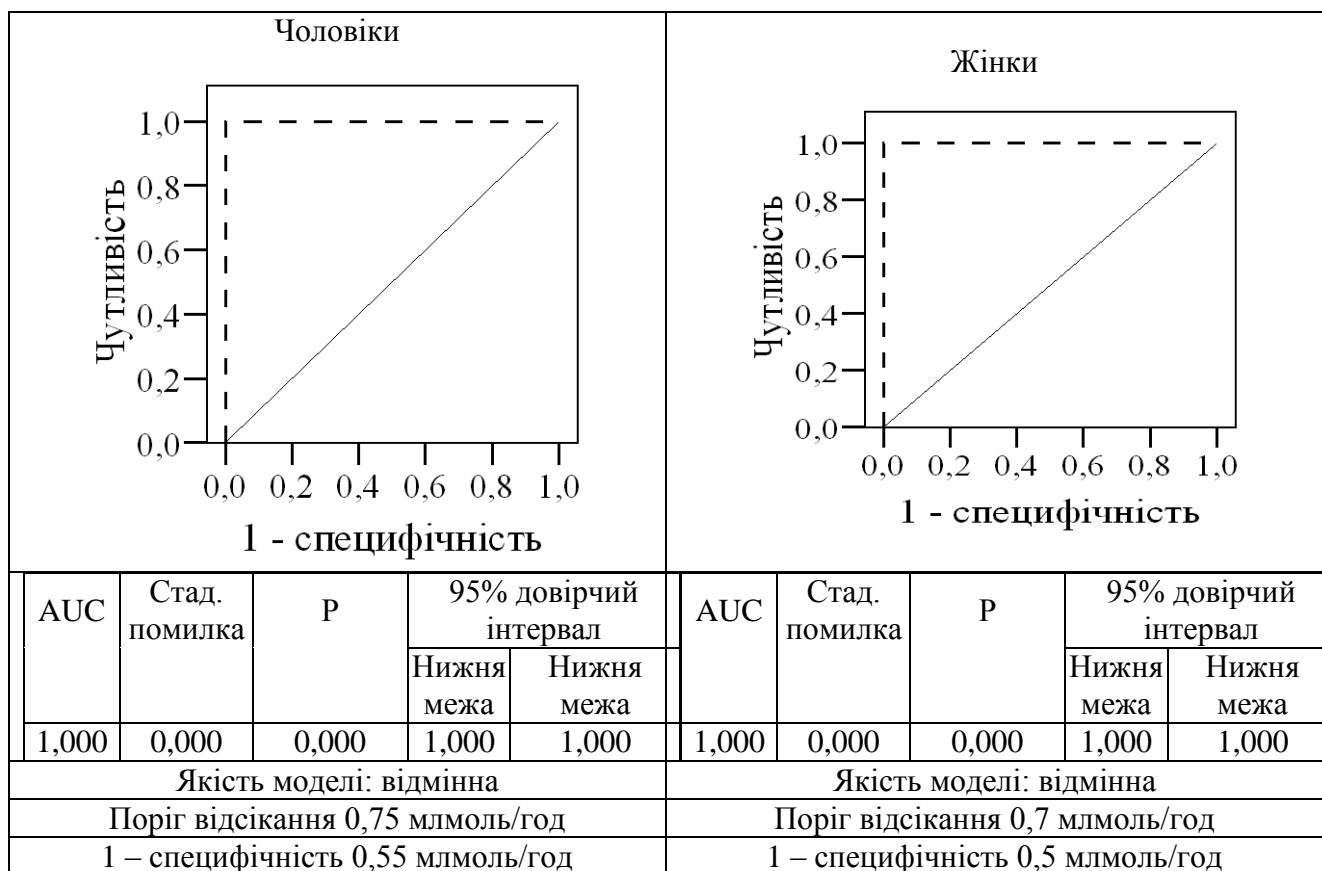 Чоловіки
1,0
0,8
0,6
0,4
0,2
0,0
Чутливість
0,0 0,2 0,4 0,6 0,8 1,0
1 - специфічність
Жінки
1,0
0,8
0,6
0,4
0,2
0,0
Чутливість
0,0 0,2 0,4 0,6 0,8 1,0
1 - специфічність
AUC Стад. помилка P 95% довірчий інтервал
Нижня межа Нижня межа
1,000 0,000 0,000 1,000 1,000
Якість моделі: відмінна
Поріг відсікання 0,75 млмоль/год
1 – специфічність 0,55 млмоль/год
AUC Стад. помилка P 95% довірчий інтервал
Нижня межа Нижня межа
1,000 0,000 0,000 1,000 1,000
Якість моделі: відмінна
Поріг відсікання 0,7 млмоль/год
1 – специфічність 0,5 млмоль/год